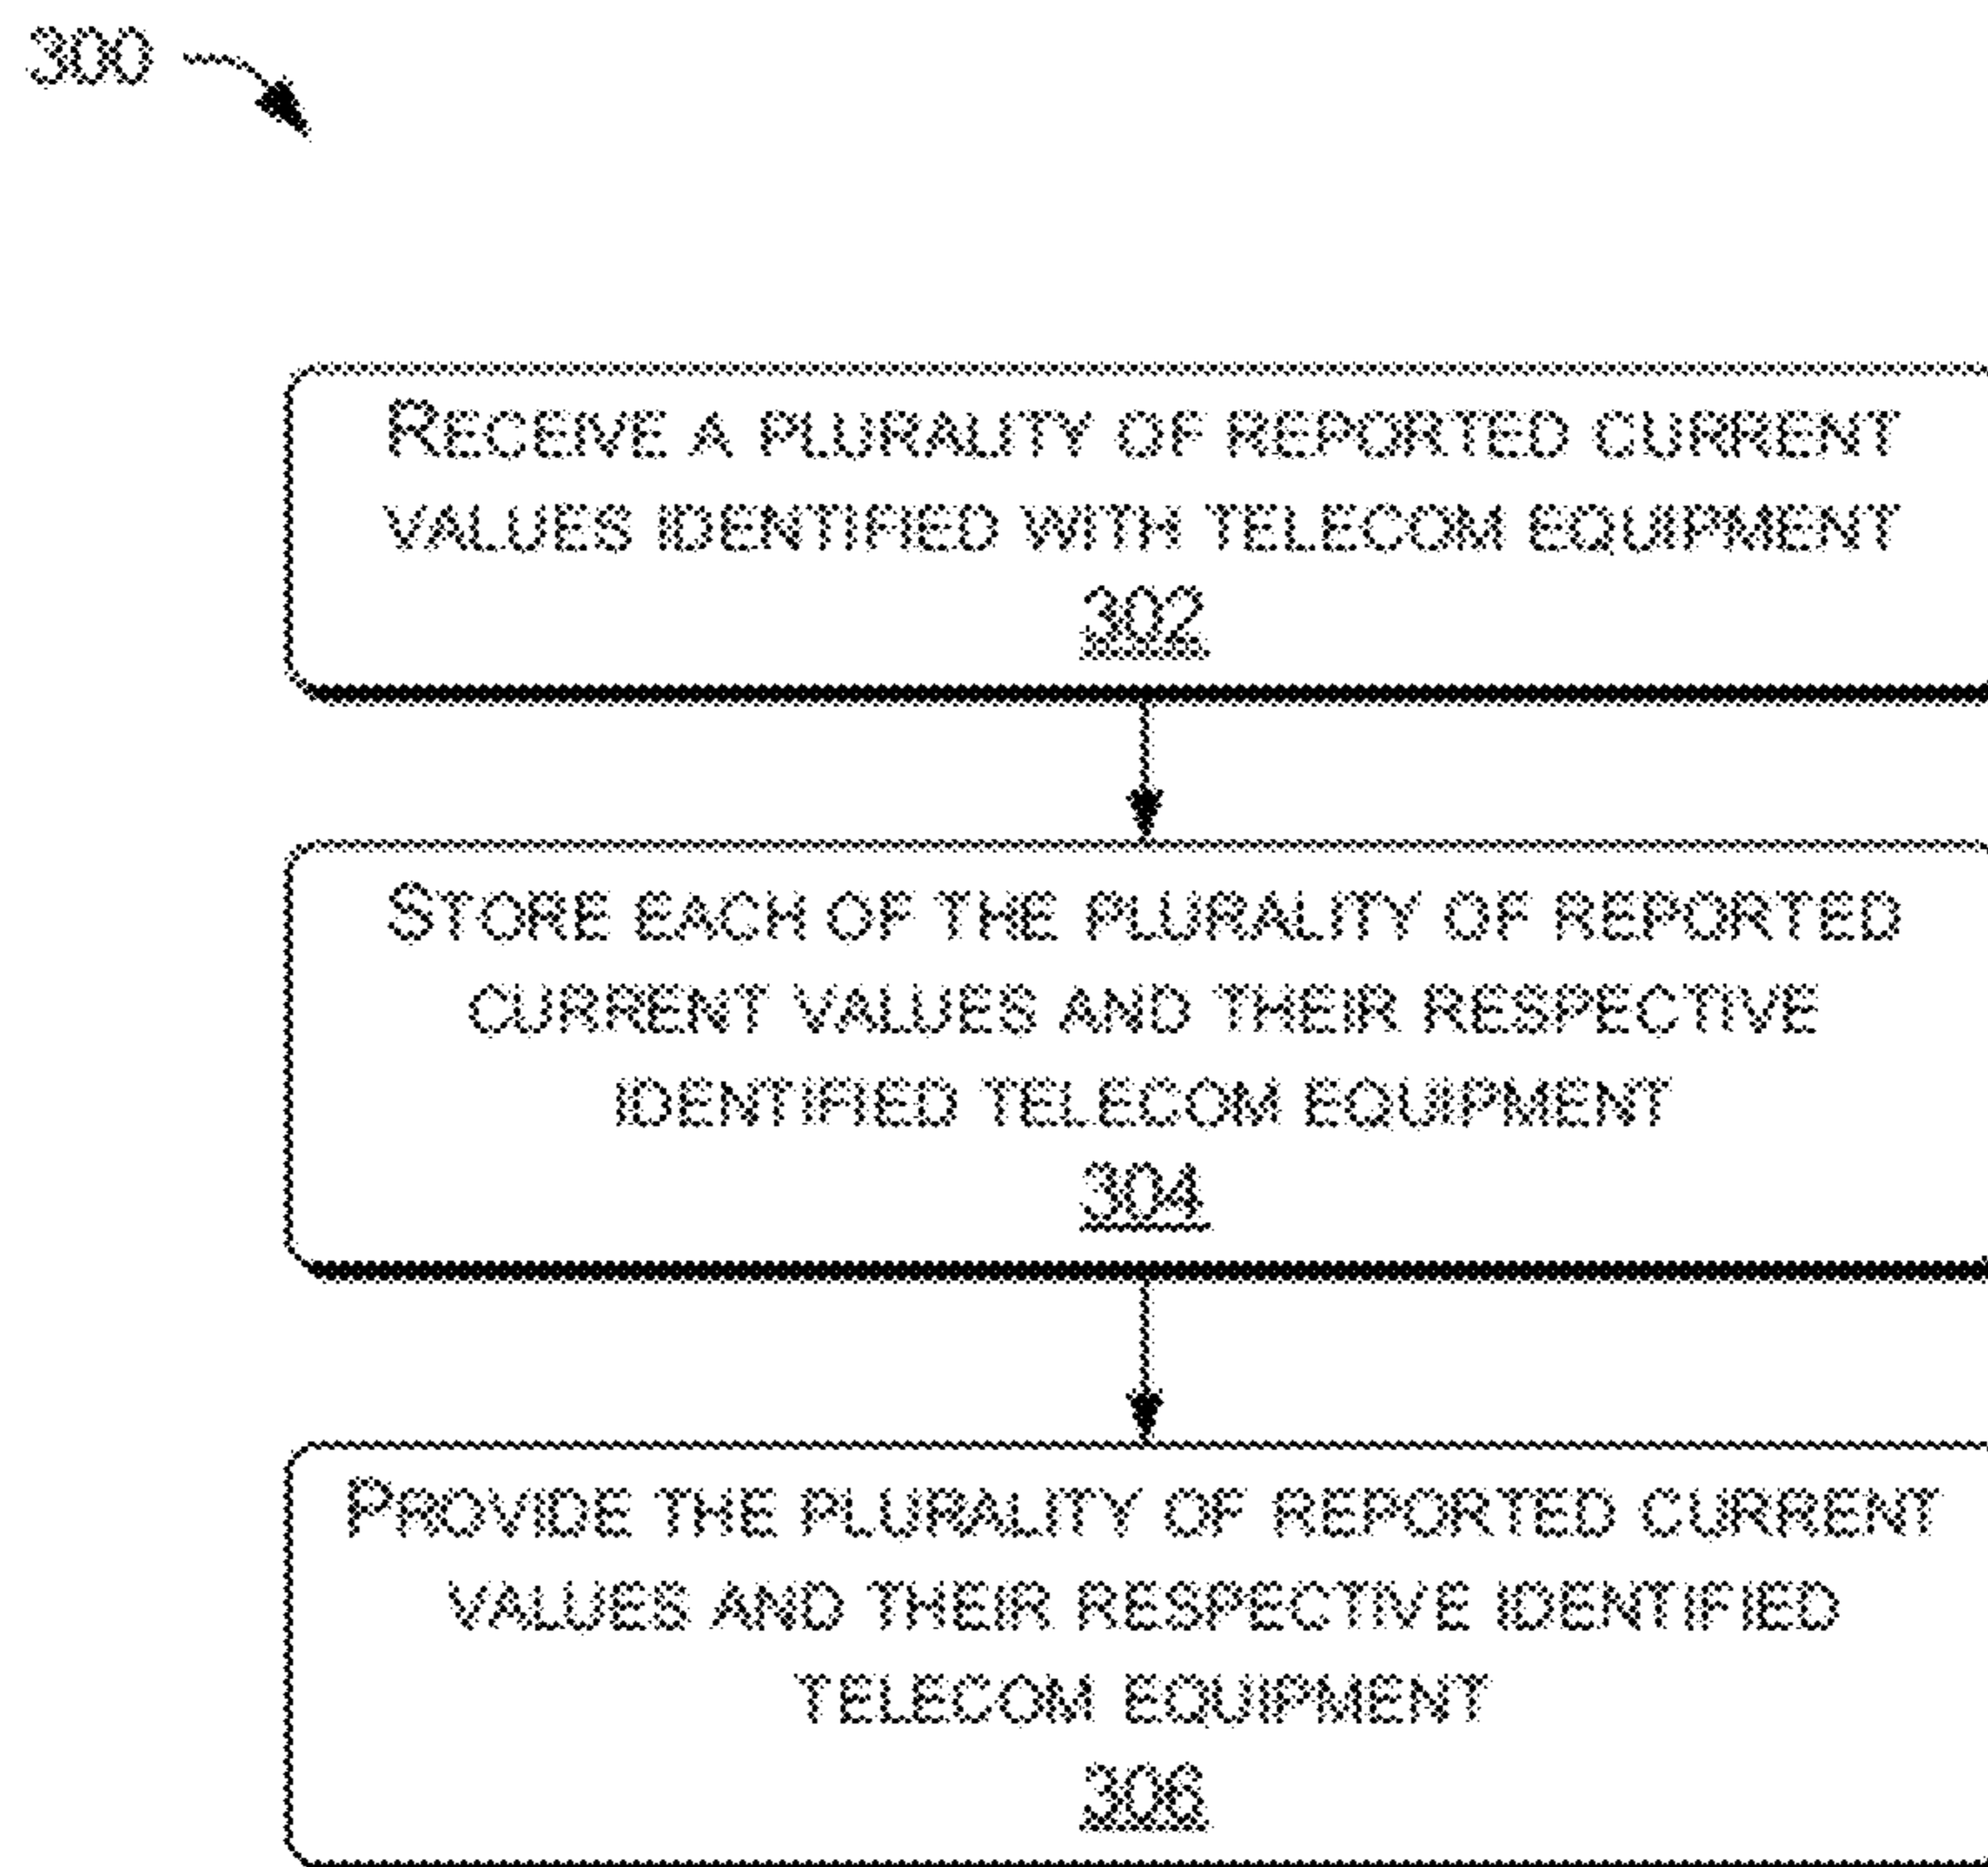 300
RECEIVE A PLURALITY OF REPORTED CURRENT
VALUES IDENTIFIED WITH TELECOM EQUIPMENT
302
STORE EACH OF THE PLURALITY OF REPORTED
CURRENT VALUES AND THEIR RESPECTIVE
IDENTIFIED TELECOM EQUIPMENT
304
PROVIDE THE PLURALITY OF REPORTED CURRENT
VALUES AND THEIR RESPECTIVE IDENTIFIED
TELECOM EQUIPMENT
306